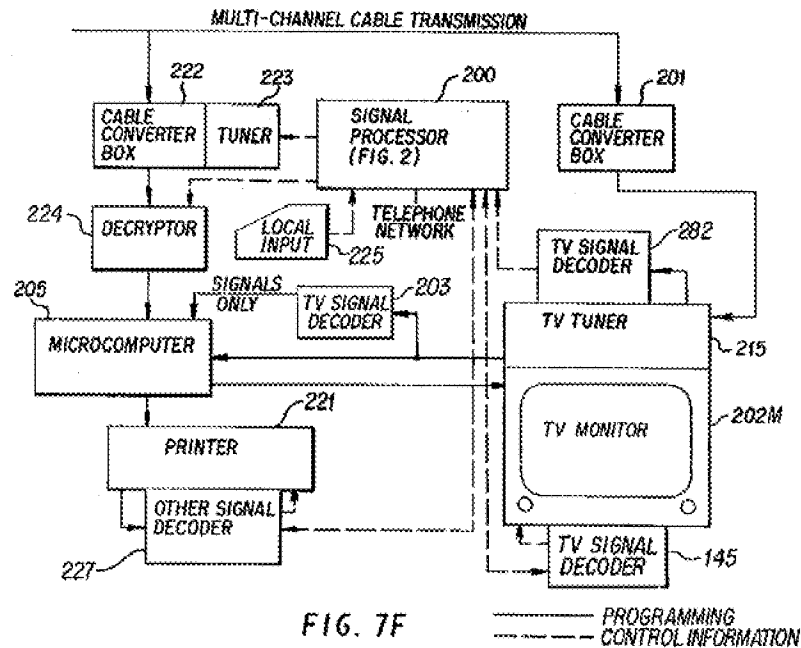 MULTI-CHANNEL CABLE TRANSMISSION
222
223
200
201
CABLE
CONVERTER
BOX
TUNER
SIGNAL
PROCESSOR
(FIG. 2)
CABLE
CONVERTER
BOX
224
DECRYPTOR
LOCAL
INPUT
225
TELEPHONE
NETWORK
TV SIGNAL
DECODER
282
205
SIGNALS
ONLY
TV SIGNAL
DECODER
203
MICROCOMPUTER
TV TUNER
215
221
PRINTER
TV MONITOR
202M
OTHER SIGNAL
DECODER
227
TV SIGNAL
DECODER
145
FIG. 7F
PROGRAMMING
CONTROL INFORMATION